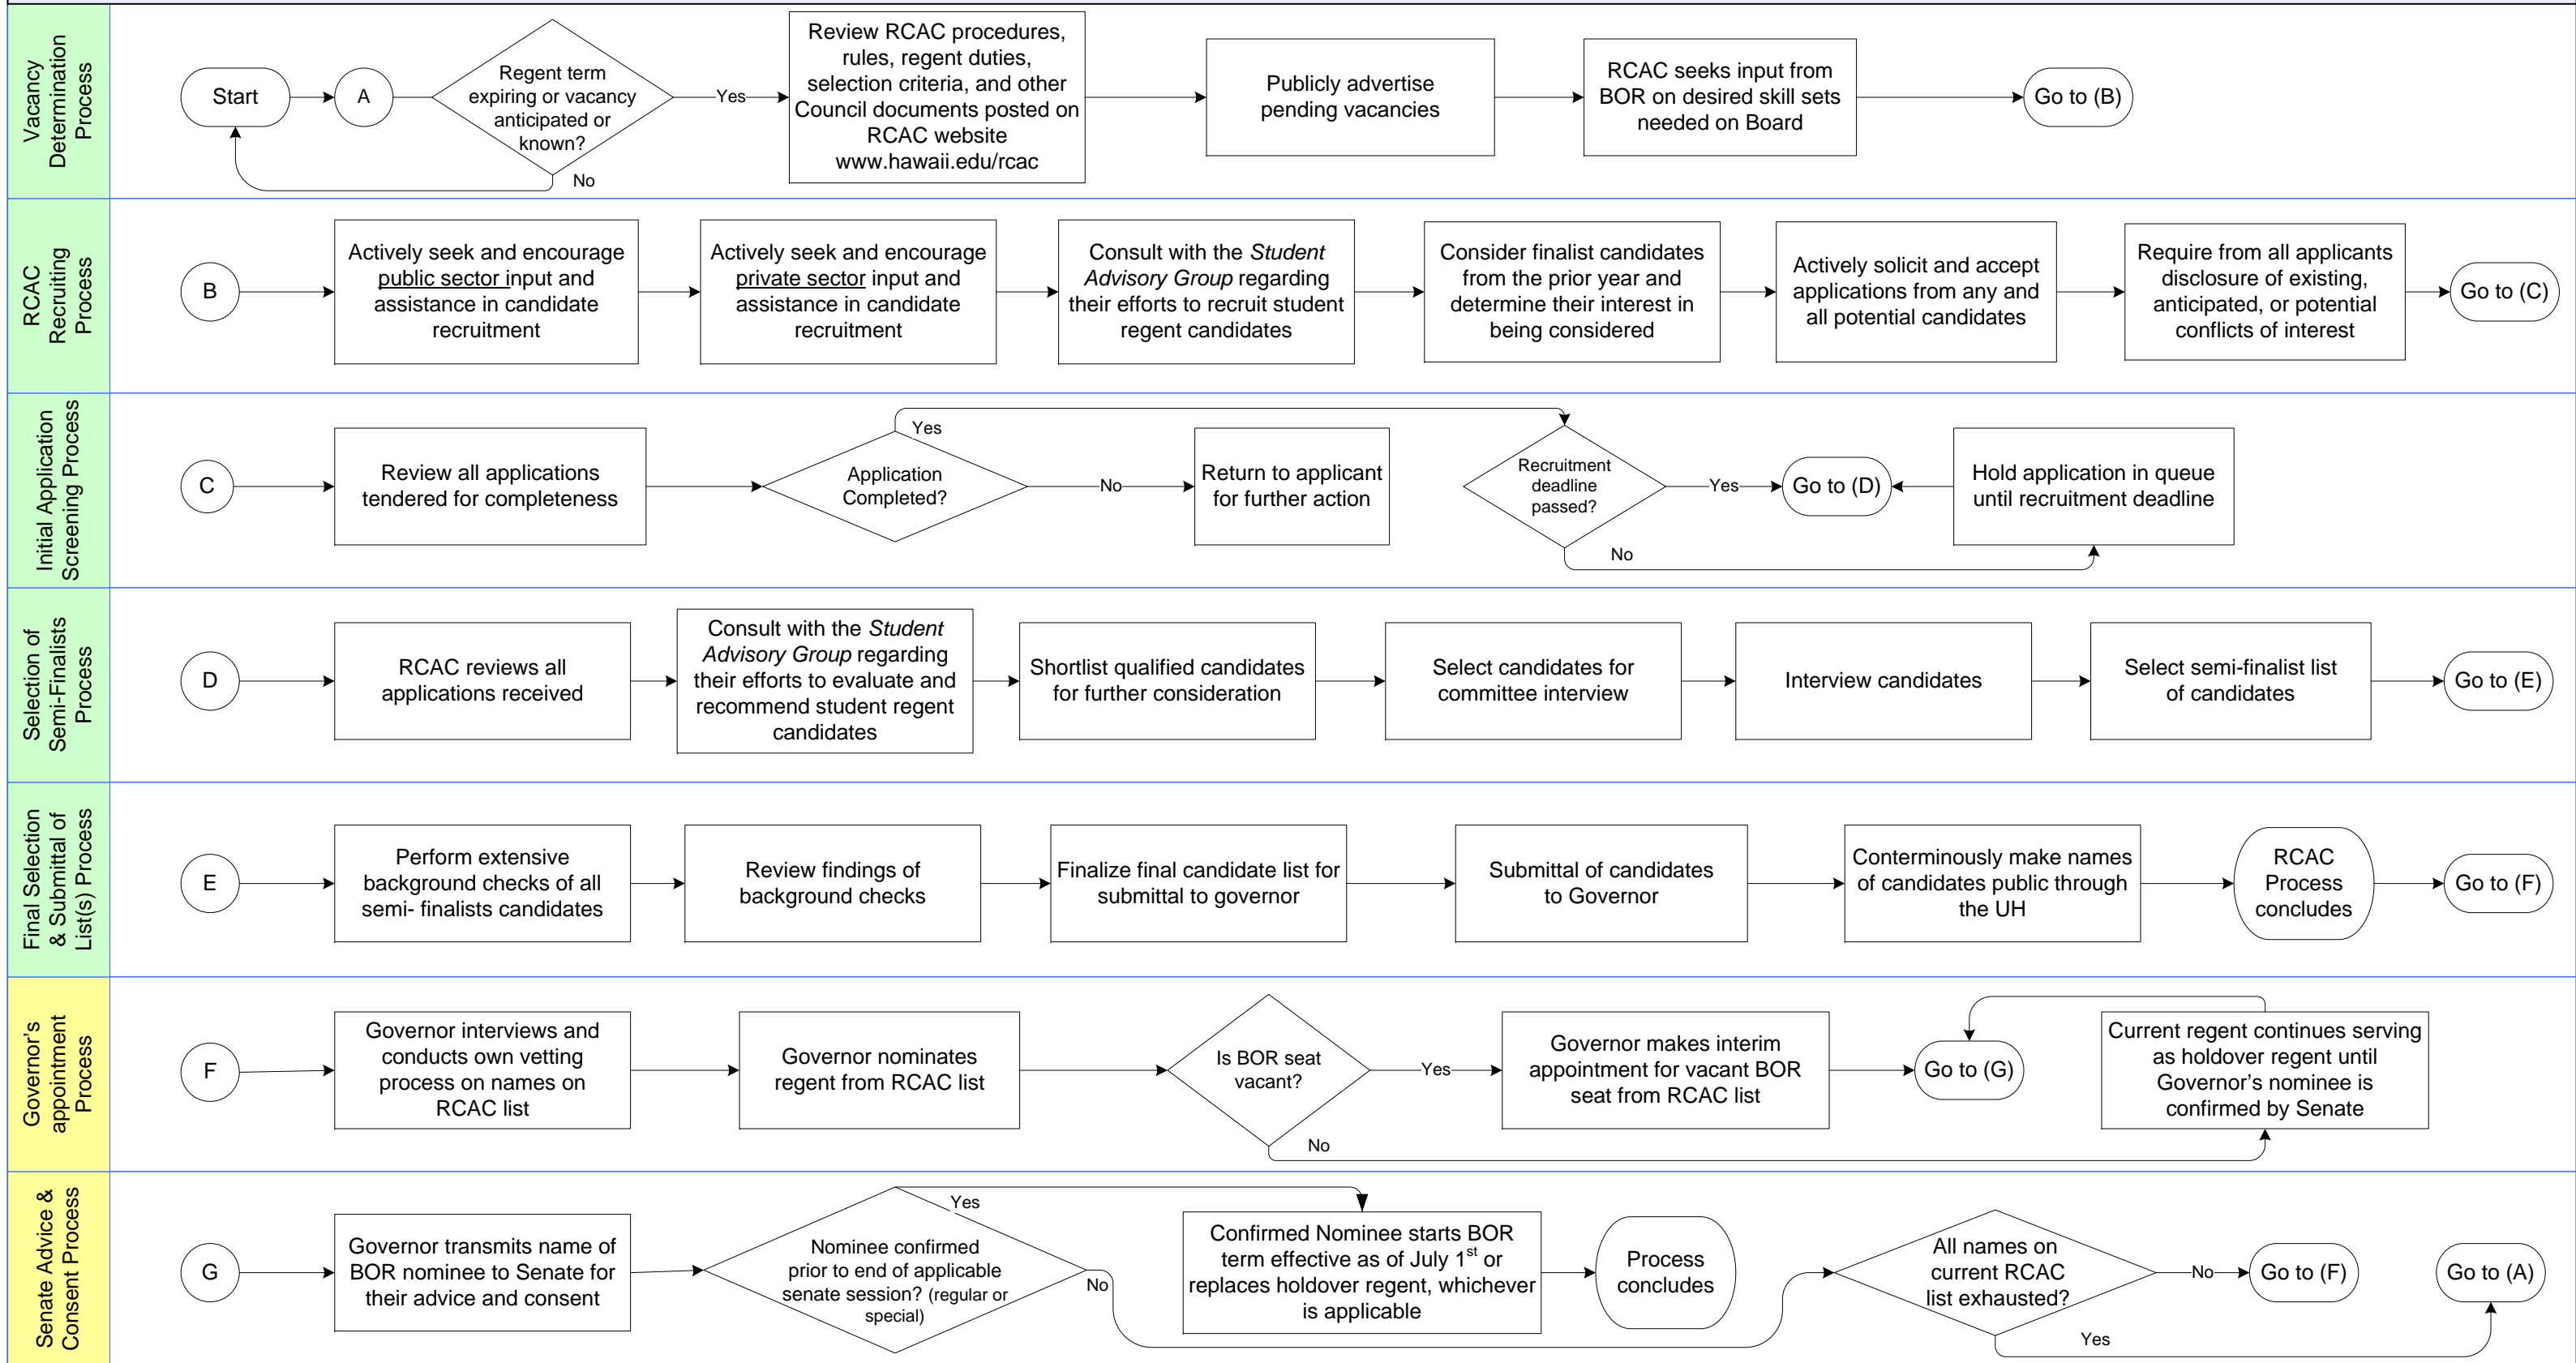 Vacancy
Determination
Process
Start
A
Regent term
expiring or vacancy
anticipated or
known?
Yes
No
Review RCAC procedures,
rules, regent duties,
selection criteria, and other
Council documents posted on
RCAC website
www.hawaii.edu/rcac
Publicly advertise
pending vacancies
RCAC seeks input from
BOR on desired skill sets
needed on Board
Go to (B)
RCAC
Recruiting
Process
B
Actively seek and encourage
public sector input and
assistance in candidate
recruitment
Actively seek and encourage
private sector input and
assistance in candidate
recruitment
Consult with the Student
Advisory Group regarding
their efforts to recruit student
regent candidates
Consider finalist candidates
from the prior year and
determine their interest in
being considered
Actively solicit and accept
applications from any and
all potential candidates
Require from all applicants
disclosure of existing,
anticipated, or potential
conflicts of interest
Go to (C)
Initial Application
Screening Process
C
Review all applications
tendered for completeness
Application
Completed?
Yes
No
Return to applicant
for further action
Recruitment
deadline
passed?
Yes
No
Go to (D)
Hold application in queue
until recruitment deadline
Selection of
Semi-Finalists
Process
D
RCAC reviews all
applications received
Consult with the Student
Advisory Group regarding
their efforts to evaluate and
recommend student regent
candidates
Shortlist qualified candidates
for further consideration
Select candidates for
committee interview
Interview candidates
Select semi-finalist list
of candidates
Go to (E)
Final Selection
& Submittal of
List(s) Process
E
Perform extensive
background checks of all
semi- finalists candidates
Review findings of
background checks
Finalize final candidate list for
submittal to governor
Submittal of candidates
to Governor
Conterminously make names
of candidates public through
the UH
RCAC
Process
concludes
Go to (F)
Governor's
appointment
Process
F
Governor interviews and
conducts own vetting
process on names on
RCAC list
Governor nominates
regent from RCAC list
Is BOR seat
vacant?
Yes
No
Governor makes interim
appointment for vacant BOR
seat from RCAC list
Go to (G)
Current regent continues serving
as holdover regent until
Governor's nominee is
confirmed by Senate
Senate Advice &
Consent Process
G
Governor transmits name of
BOR nominee to Senate for
their advice and consent
Nominee confirmed
prior to end of applicable
senate session? (regular or
special)
Yes
No
Confirmed Nominee starts BOR
term effective as of July 1st or
replaces holdover regent, whichever
is applicable
Process
concludes
All names on
current RCAC
list exhausted?
No
Yes
Go to (F)
Go to (A)